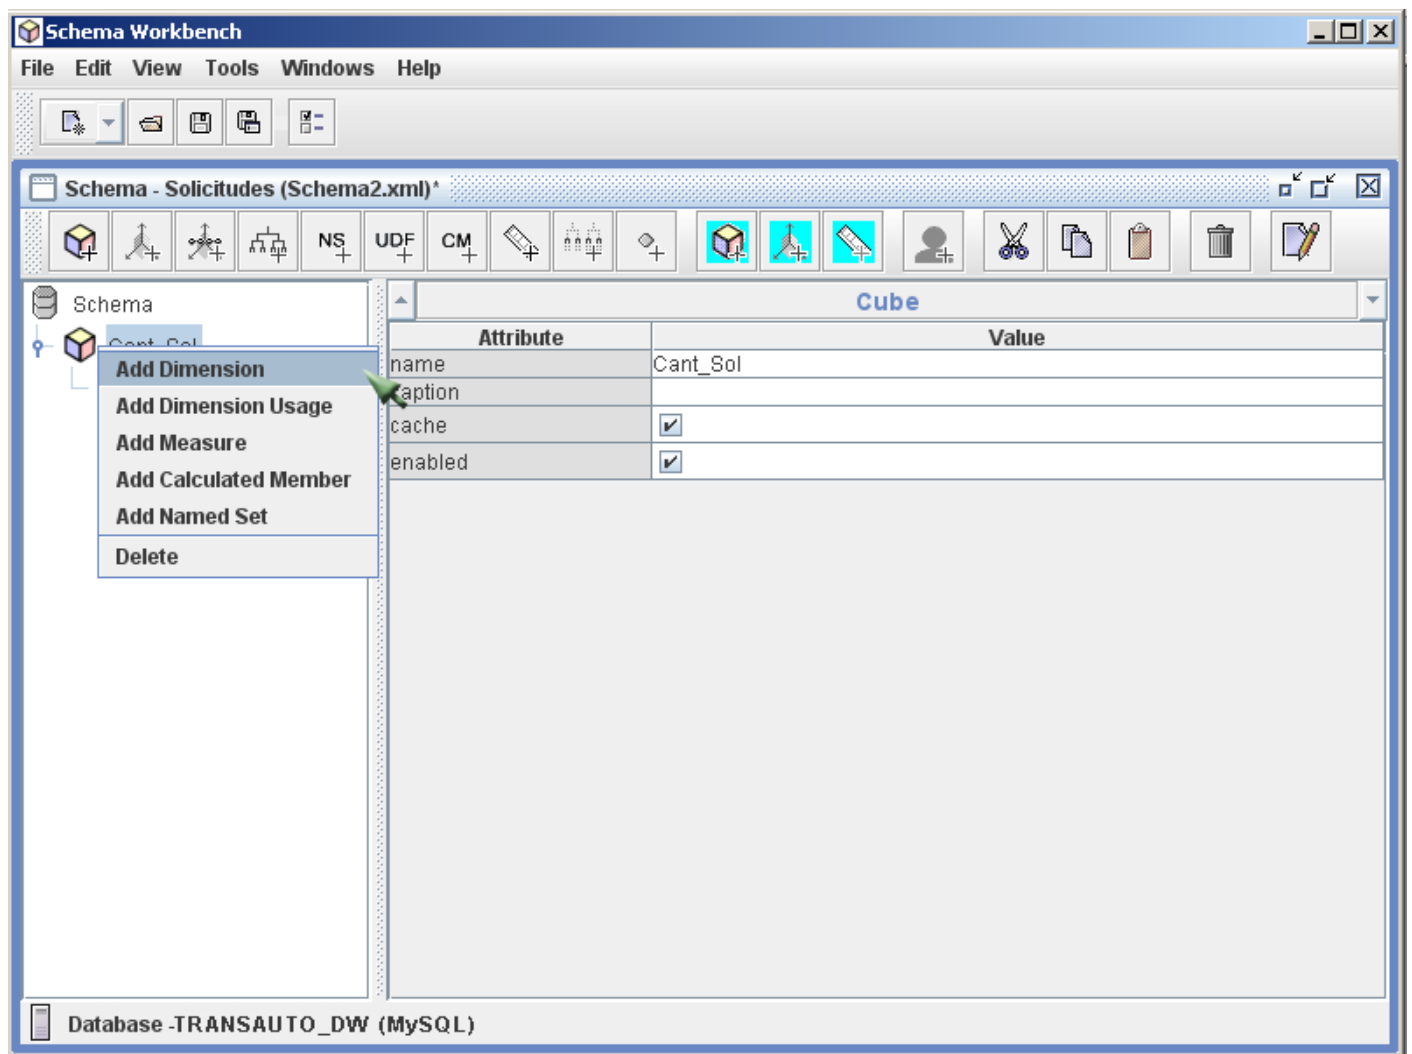 Schema Workbench
File Edit View Tools Windows Help
Schema - Solicitudes (Schema2.xml)*
NS UDF CM
Schema
Cant_Sol
Add Dimension
Add Dimension Usage
Add Measure
Add Calculated Member
Add Named Set
Delete
Cube
Attribute Value
name Cant_Sol
caption
cache
enabled
Database -TRANSAUTO_DW (MySQL)